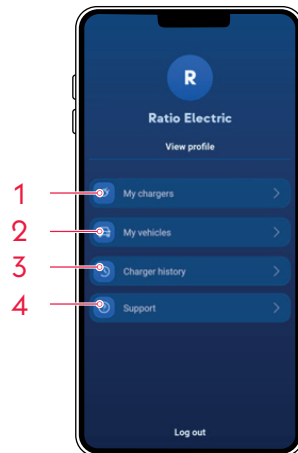 R
Ratio Electric
View profile
1 My chargers
2 My vehicles
3 Charger history
4 Support
Log out